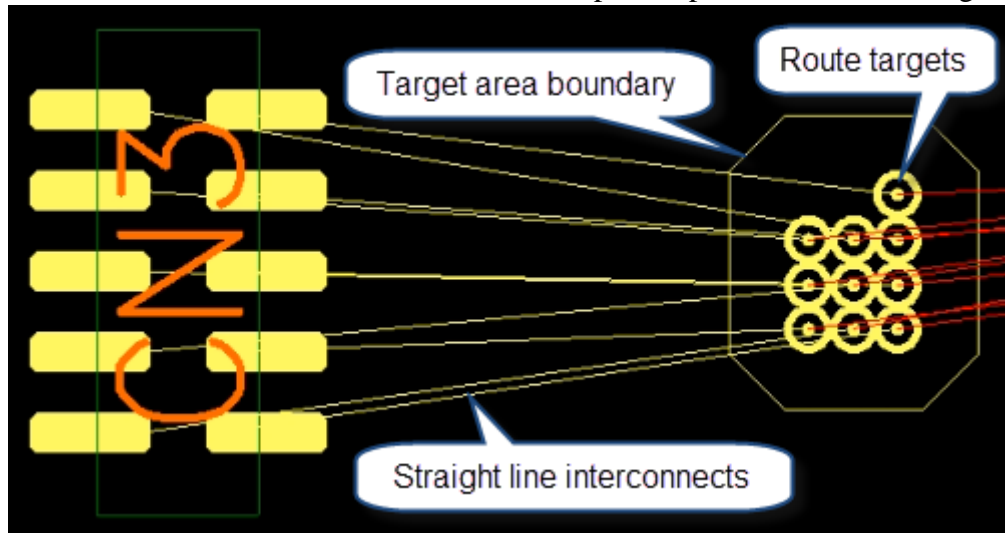 Route targets
Target area boundary
CN3
Straight line interconnects